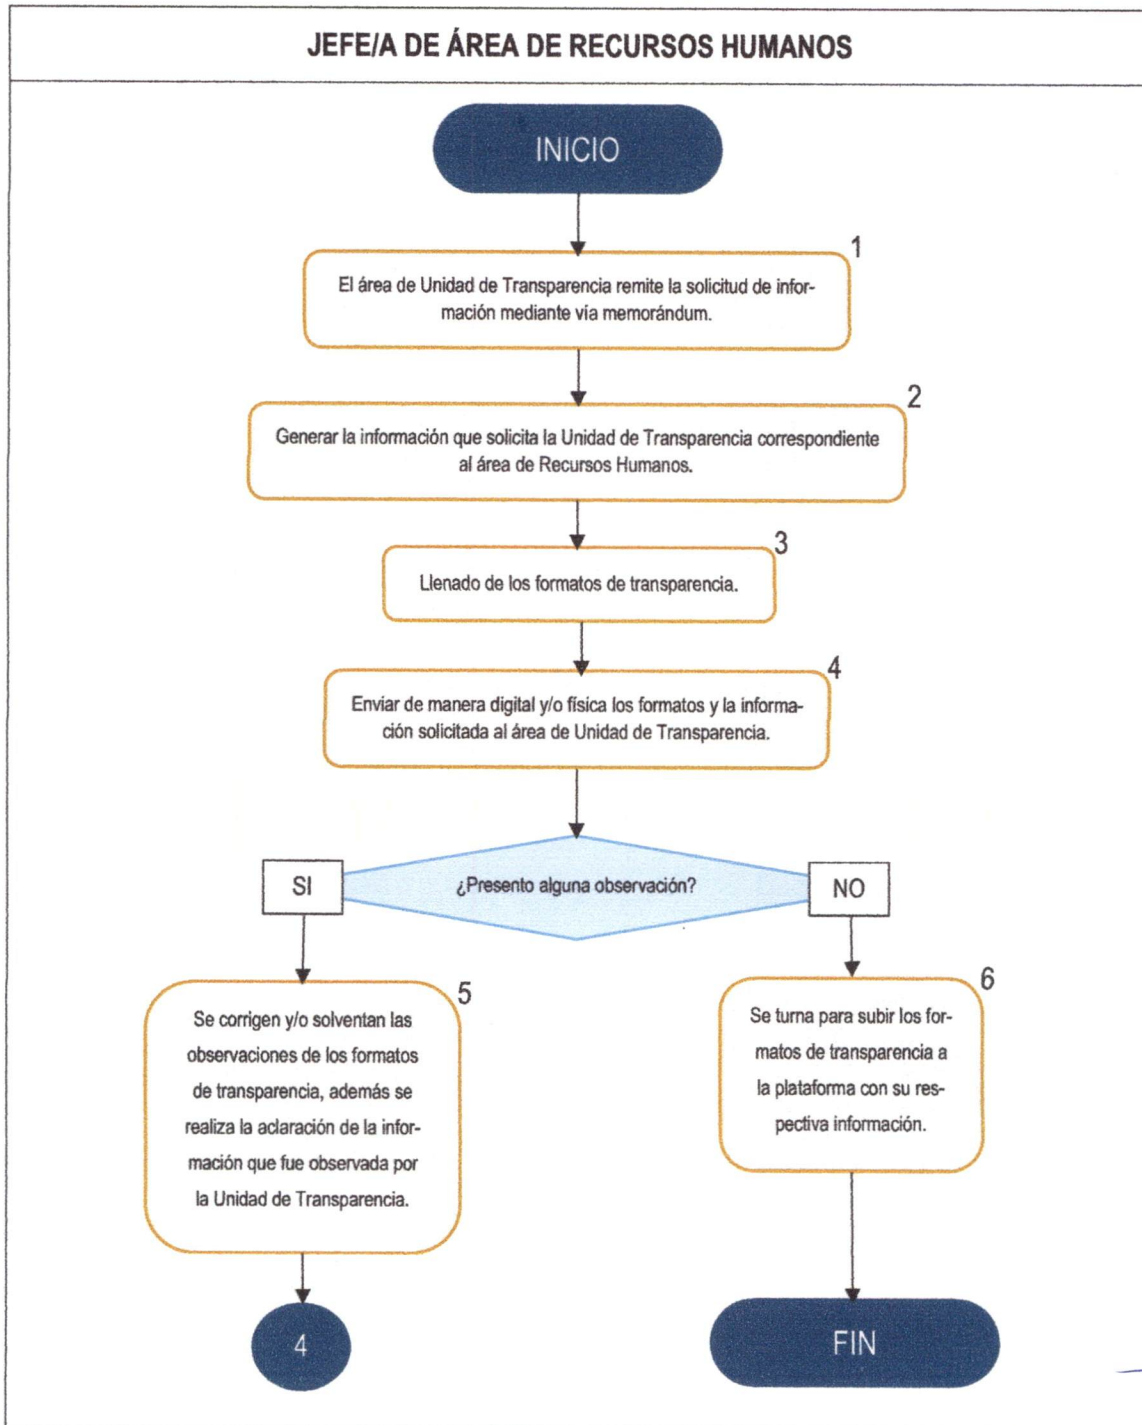 JEFE/A DE ÁREA DE RECURSOS HUMANOS
INICIO
1
El área de Unidad de Transparencia remite la solicitud de infor-
mación mediante vía memorándum.
2
Generar la información que solicita la Unidad de Transparencia correspondiente
al área de Recursos Humanos.
3
Llenado de los formatos de transparencia.
4
Enviar de manera digital y/o física los formatos y la informa-
ción solicitada al área de Unidad de Transparencia.
SI
¿Presento alguna observación?
NO
5
Se corrigen y/o solventan las
observaciones de los formatos
de transparencia, además se
realiza la aclaración de la infor-
mación que fue observada por
la Unidad de Transparencia.
6
Se turna para subir los for-
matos de transparencia a
la plataforma con su res-
pectiva información.
4
FIN